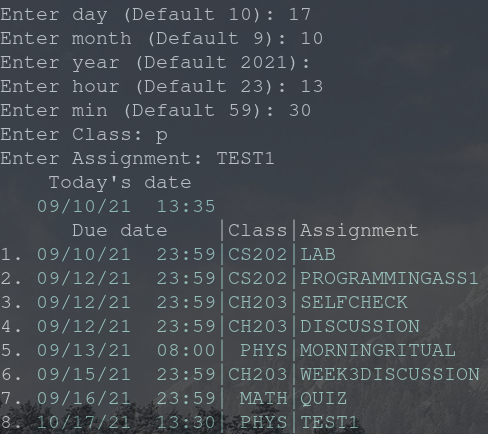 Enter day (Default 10): 17
Enter month (Default 9): 10
Enter year (Default 2021):
Enter hour (Default 23): 13
Enter min (Default 59): 30
Enter Class: p
Enter Assignment: TEST1
Today's date
09/10/21  13:35
Due date    |Class|Assignment
1. 09/10/21  23:59|CS202|LAB
2. 09/12/21  23:59|CS202|PROGRAMMINGASS1
3. 09/12/21  23:59|CH203|SELFCHECK
4. 09/12/21  23:59|CH203|DISCUSSION
5. 09/13/21  08:00| PHYS|MORNINGRITUAL
6. 09/15/21  23:59|CH203|WEEK3DISCUSSION
7. 09/16/21  23:59| MATH|QUIZ
8. 10/17/21  13:30| PHYS|TEST1